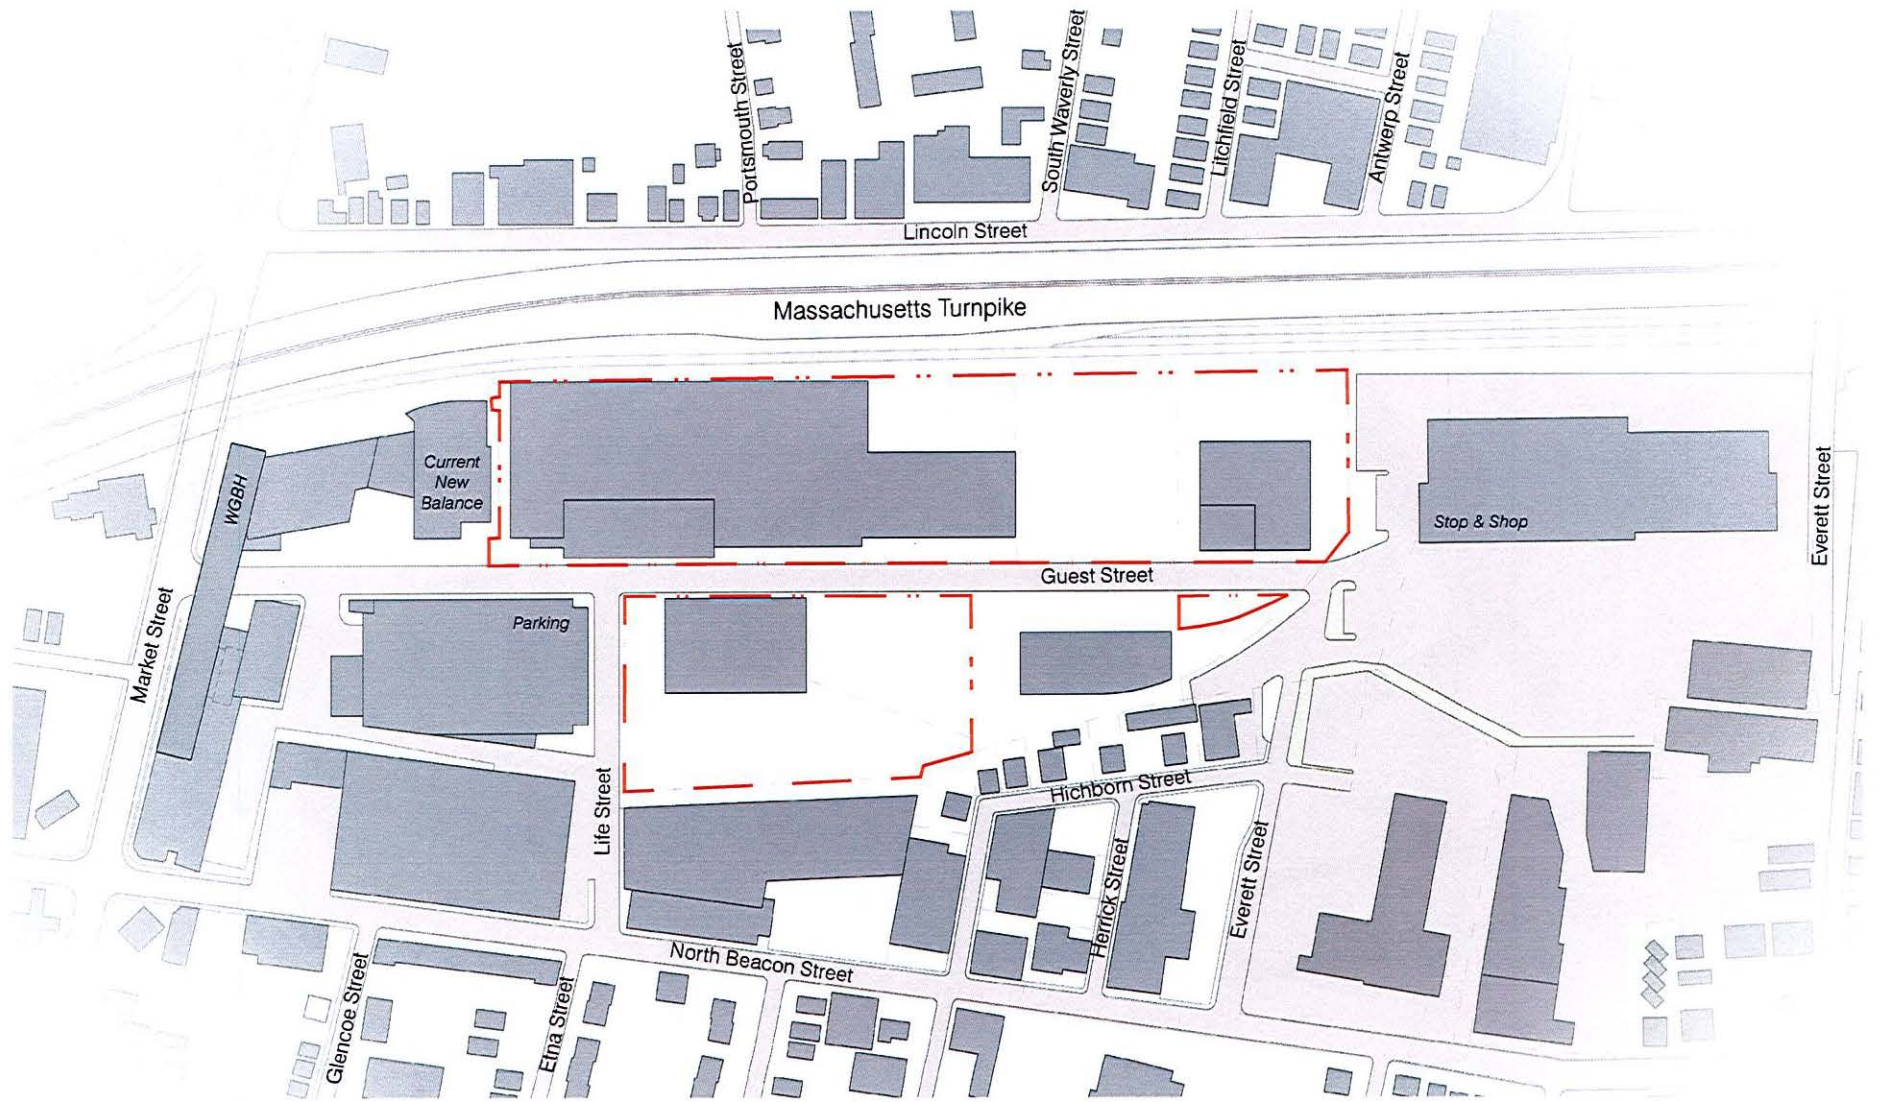 Portsmouth Street
South Waverly Street
Litchfield Street
Antwerp Street
Lincoln Street
Massachusetts Turnpike
WGBH
Current
New
Balance
Stop & Shop
Everett Street
Guest Street
Market Street
Parking
Life Street
Hichborn Street
Herrick Street
Everett Street
North Beacon Street
Glencoe Street
Etna Street